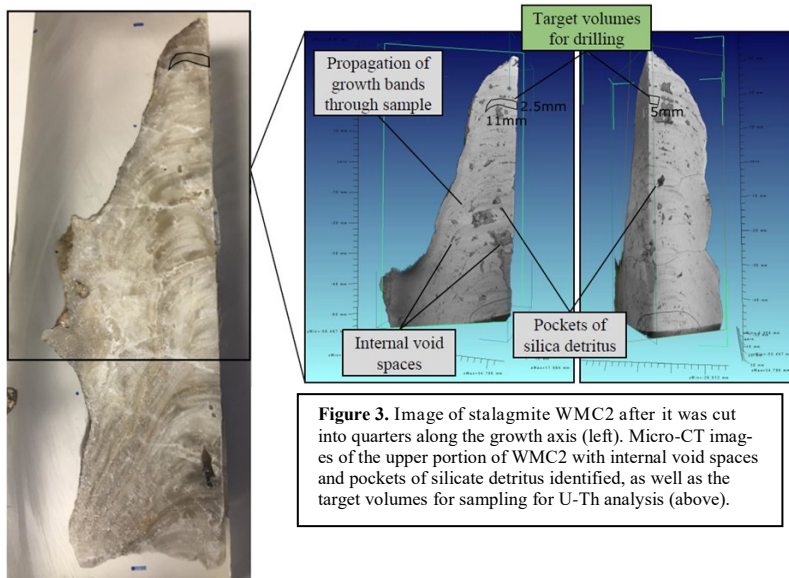 Target volumes
for drilling
Propagation of
growth bands
through sample
2.5mm
11mm
5mm
Internal void
spaces
Pockets of
silica detritus
Figure 3. Image of stalagmite WMC2 after it was cut
into quarters along the growth axis (left). Micro-CT imag-
es of the upper portion of WMC2 with internal void spaces
and pockets of silicate detritus identified, as well as the
target volumes for sampling for U-Th analysis (above).